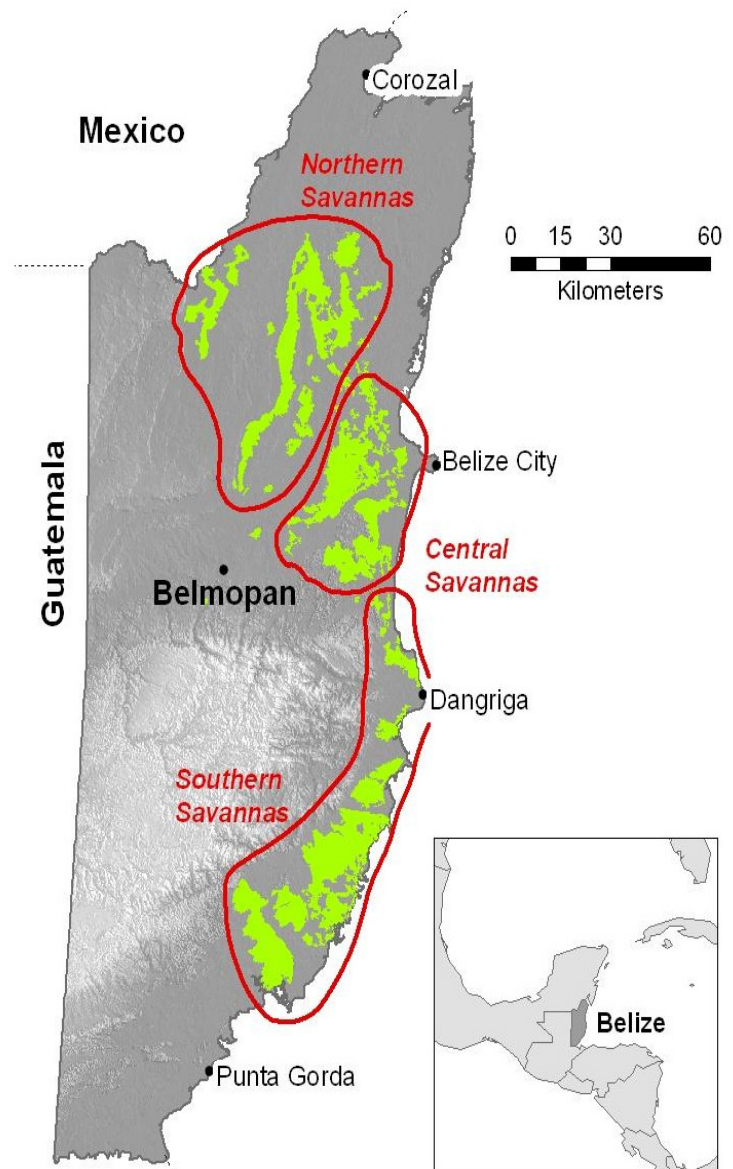 Corozal
Mexico
Northern
Savannas
0 15 30 60
Kilometers
Guatemala
Belize City
Central
Savannas
Belmopan
Dangriga
Southern
Savannas
Belize
Punta Gorda